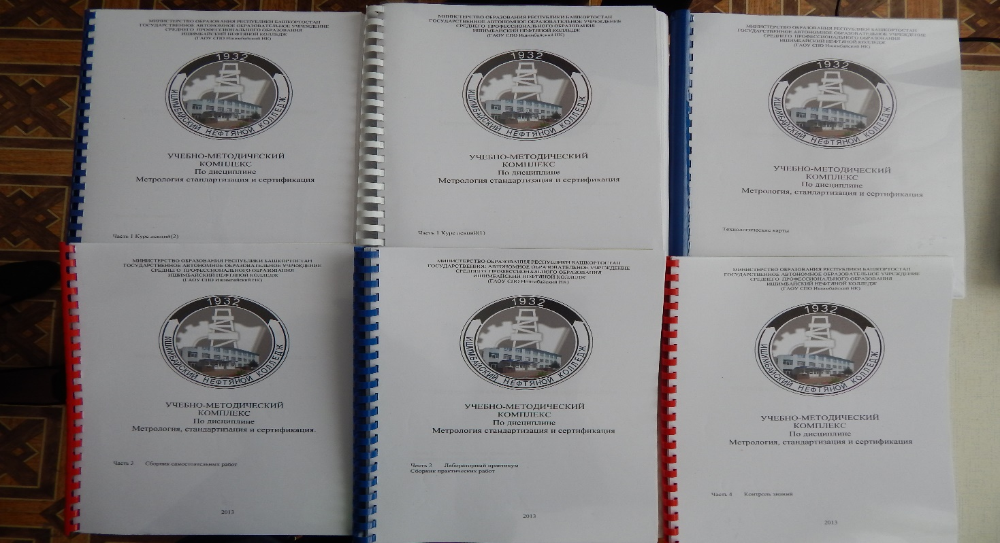 МИНИСТЕРСТВО ОБРАЗОВАНИЯ РЕСПУБЛИКИ БАШКОРТОСТАН
ГОСУДАРСТВЕННОЕ АВТОНОМНОЕ ОБРАЗОВАТЕЛЬНОЕ УЧРЕЖДЕНИЕ
СРЕДНЕГО ПРОФЕССИОНАЛЬНОГО ОБРАЗОВАНИЯ
ИШИМБАЙСКИЙ НЕФТЯНОЙ КОЛЛЕДЖ
(ГАОУ СПО Ишимбайский НК)
1932
ИШИМБАЙСКИЙ НЕФТЯНОЙ КОЛЛЕДЖ
УЧЕБНО-МЕТОДИЧЕСКИЙ
КОМПЛЕКС
По дисциплине
Метрология стандартизация и сертификация
Часть 1 Курс лекций(2)
МИНИСТЕРСТВО ОБРАЗОВАНИЯ РЕСПУБЛИКИ БАШКОРТОСТАН
ГОСУДАРСТВЕННОЕ АВТОНОМНОЕ ОБРАЗОВАТЕЛЬНОЕ УЧРЕЖДЕНИЕ
СРЕДНЕГО ПРОФЕССИОНАЛЬНОГО ОБРАЗОВАНИЯ
ИШИМБАЙСКИЙ НЕФТЯНОЙ КОЛЛЕДЖ
(ГАОУ СПО Ишимбайский НК)
1932
ИШИМБАЙСКИЙ НЕФТЯНОЙ КОЛЛЕДЖ
УЧЕБНО-МЕТОДИЧЕСКИЙ
КОМПЛЕКС
По дисциплине
Метрология стандартизация и сертификация
Часть 1 Курс лекций(1)
МИНИСТЕРСТВО ОБРАЗОВАНИЯ РЕСПУБЛИКИ БАШКОРТОСТАН
ГОСУДАРСТВЕННОЕ АВТОНОМНОЕ ОБРАЗОВАТЕЛЬНОЕ УЧРЕЖДЕНИЕ
СРЕДНЕГО ПРОФЕССИОНАЛЬНОГО ОБРАЗОВАНИЯ
ИШИМБАЙСКИЙ НЕФТЯНОЙ КОЛЛЕДЖ
(ГАОУ СПО Ишимбайский НК)
1932
ИШИМБАЙСКИЙ НЕФТЯНОЙ КОЛЛЕДЖ
УЧЕБНО-МЕТОДИЧЕСКИЙ
КОМПЛЕКС
По дисциплине
Метрология, стандартизация и сертификация
Технологические карты
МИНИСТЕРСТВО ОБРАЗОВАНИЯ РЕСПУБЛИКИ БАШКОРТОСТАН
ГОСУДАРСТВЕННОЕ АВТОНОМНОЕ ОБРАЗОВАТЕЛЬНОЕ УЧРЕЖДЕНИЕ
СРЕДНЕГО ПРОФЕССИОНАЛЬНОГО ОБРАЗОВАНИЯ
ИШИМБАЙСКИЙ НЕФТЯНОЙ КОЛЛЕДЖ
(ГАОУ СПО Ишимбайский НК)
1932
ИШИМБАЙСКИЙ НЕФТЯНОЙ КОЛЛЕДЖ
УЧЕБНО-МЕТОДИЧЕСКИЙ
КОМПЛЕКС
По дисциплине
Метрология, стандартизация и сертификация.
Часть 3 Сборник самостоятельных работ
2013
МИНИСТЕРСТВО ОБРАЗОВАНИЯ РЕСПУБЛИКИ БАШКОРТОСТАН
ГОСУДАРСТВЕННОЕ АВТОНОМНОЕ ОБРАЗОВАТЕЛЬНОЕ УЧРЕЖДЕНИЕ
СРЕДНЕГО ПРОФЕССИОНАЛЬНОГО ОБРАЗОВАНИЯ
ИШИМБАЙСКИЙ НЕФТЯНОЙ КОЛЛЕДЖ
(ГАОУ СПО Ишимбайский НК)
1932
ИШИМБАЙСКИЙ НЕФТЯНОЙ КОЛЛЕДЖ
УЧЕБНО-МЕТОДИЧЕСКИЙ
КОМПЛЕКС
По дисциплине
Метрология стандартизация и сертификация
Часть 2 Лабораторный практикум
Сборник практических работ
2013
МИНИСТЕРСТВО ОБРАЗОВАНИЯ РЕСПУБЛИКИ БАШКОРТОСТАН
ГОСУДАРСТВЕННОЕ АВТОНОМНОЕ ОБРАЗОВАТЕЛЬНОЕ УЧРЕЖДЕНИЕ
СРЕДНЕГО ПРОФЕССИОНАЛЬНОГО ОБРАЗОВАНИЯ
ИШИМБАЙСКИЙ НЕФТЯНОЙ КОЛЛЕДЖ
(ГАОУ СПО Ишимбайский НК)
1932
ИШИМБАЙСКИЙ НЕФТЯНОЙ КОЛЛЕДЖ
УЧЕБНО-МЕТОДИЧЕСКИЙ
КОМПЛЕКС
По дисциплине
Метрология, стандартизация и сертификация
Часть 4 Контроль знаний
2013